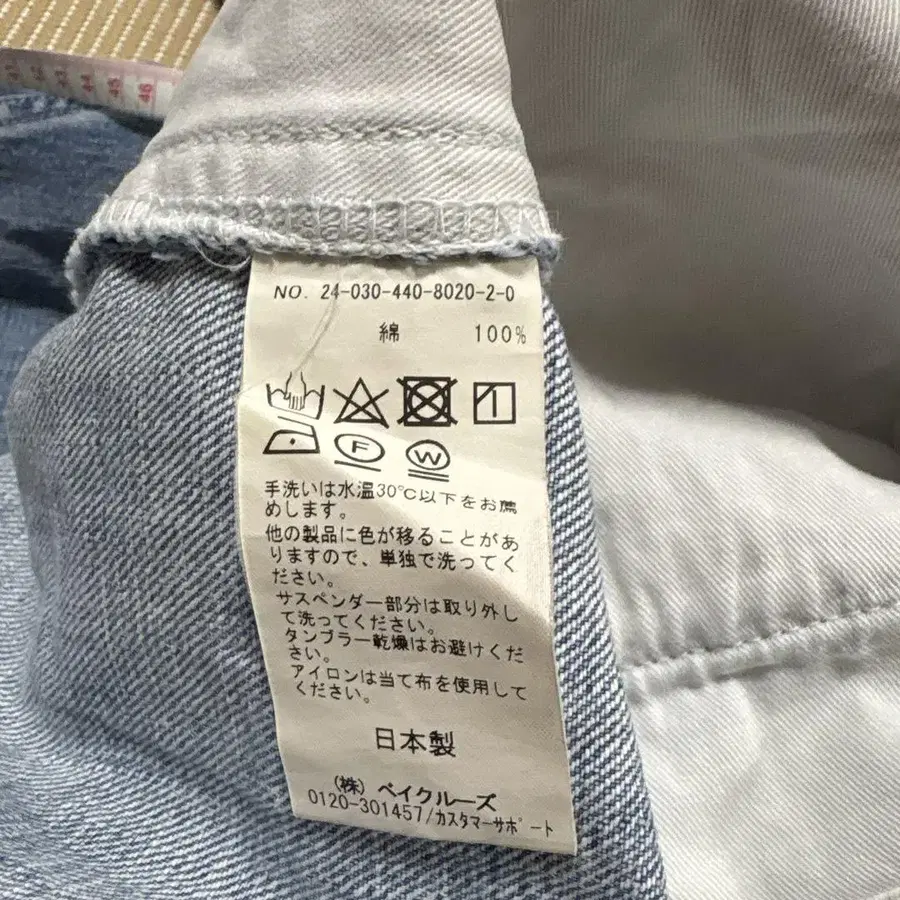 41 42 43 44 45 46
NO. 24-030-440-8020-2-0
綿 100%
F W
手洗いは水温30℃以下をお薦
めします。
他の製品に色が移ることがあ
りますので、単独で洗ってく
ださい。
サスペンダー部分は取り外し
て洗ってください。
タンブラー乾燥はお避けくだ
さい。
アイロンは当て布を使用して
ください。
日本製
(株) ベイクルーズ
0120-301457/カスタマーサポート